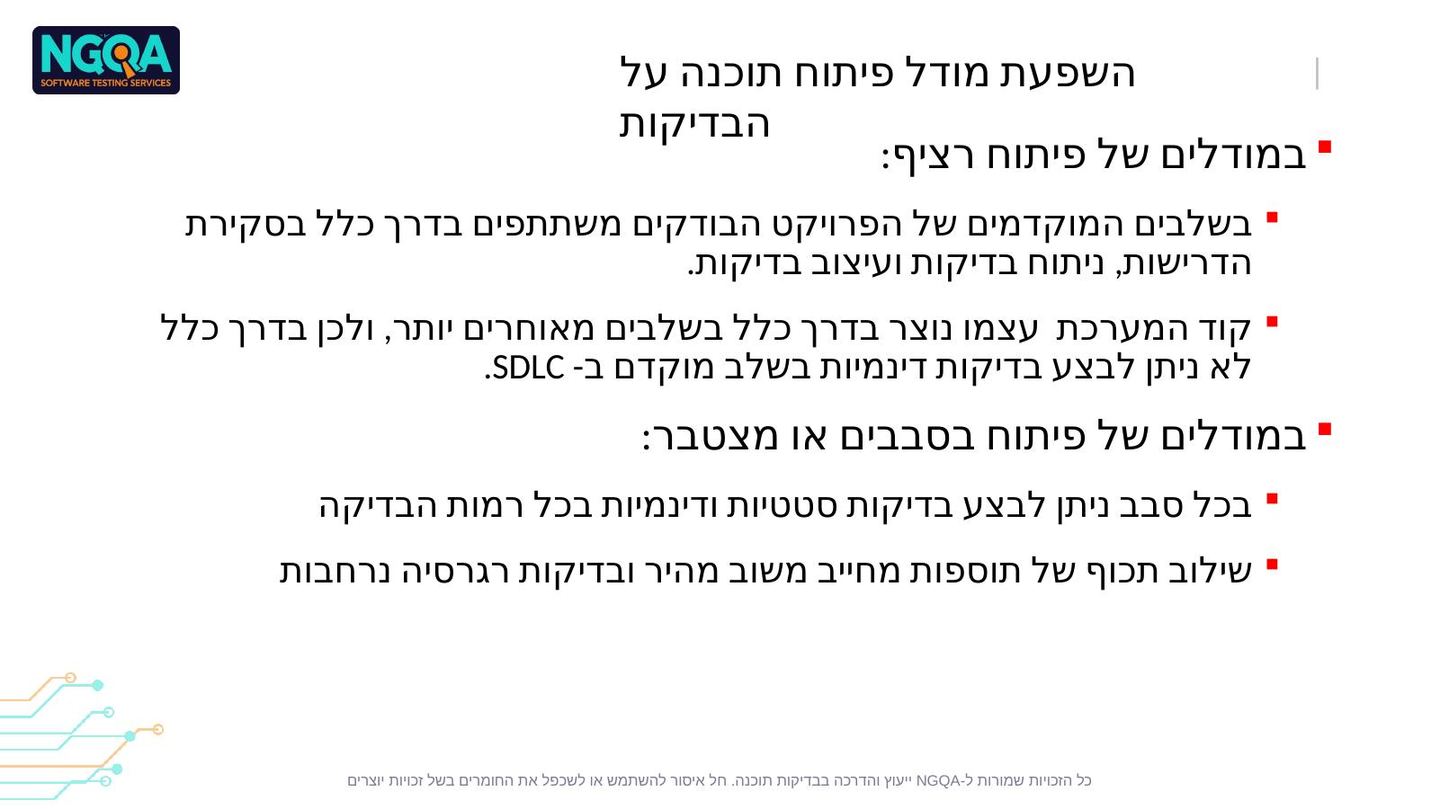 NGQA
SOFTWARE TESTING SERVICES
השפעת מודל פיתוח תוכנה על
הבדיקות
במודלים של פיתוח רציף:
בשלבים המוקדמים של הפרויקט הבודקים משתתפים בדרך כלל בסקירת
הדרישות, ניתוח בדיקות ועיצוב בדיקות.
קוד המערכת  עצמו נוצר בדרך כלל בשלבים מאוחרים יותר, ולכן בדרך כלל
לא ניתן לבצע בדיקות דינמיות בשלב מוקדם ב- SDLC.
במודלים של פיתוח בסבבים או מצטבר:
בכל סבב ניתן לבצע בדיקות סטטיות ודינמיות בכל רמות הבדיקה
שילוב תכוף של תוספות מחייב משוב מהיר ובדיקות רגרסיה נרחבות
כל הזכויות שמורות ל-NGQA ייעוץ והדרכה בבדיקות תוכנה. חל איסור להשתמש או לשכפל את החומרים בשל זכויות יוצרים